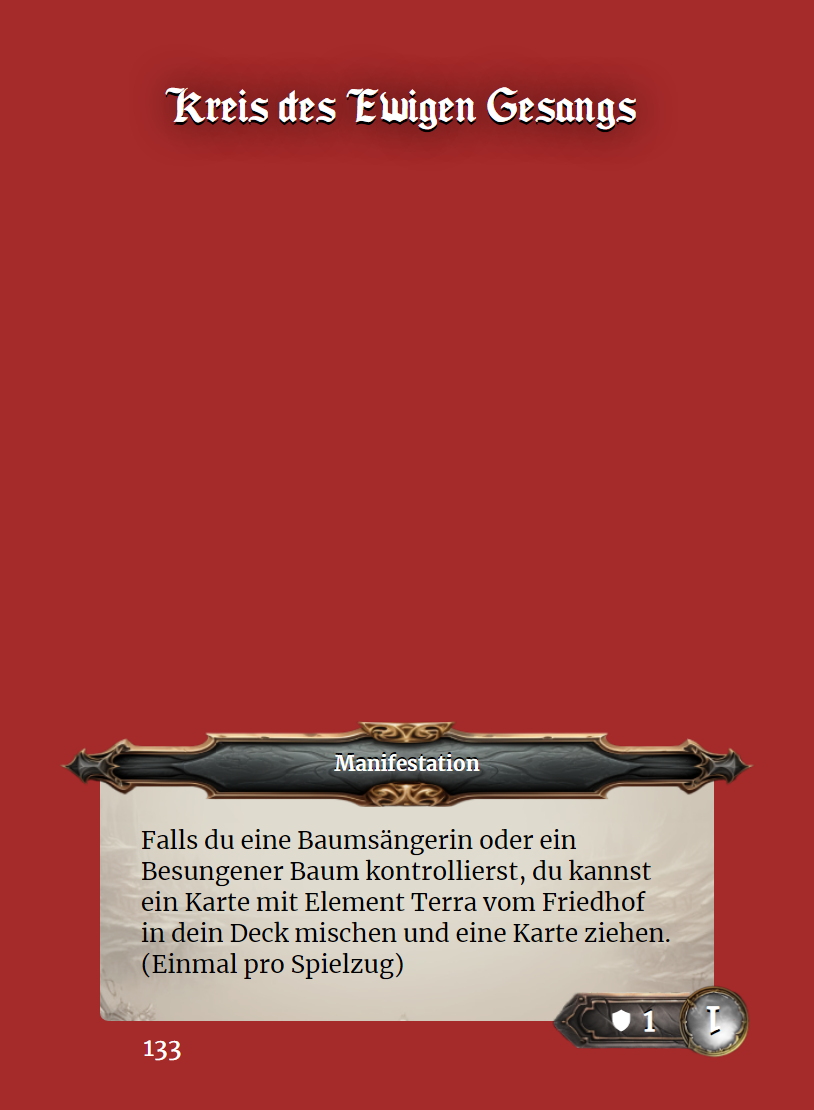 Kreis des Ewigen Gesangs
Manifestation
Falls du eine Baumsängerin oder ein
Besungener Baum kontrollierst, du kannst
ein Karte mit Element Terra vom Friedhof
in dein Deck mischen und eine Karte ziehen.
(Einmal pro Spielzug)
1
133